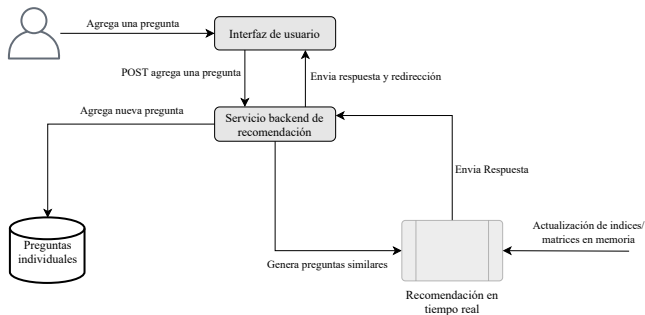 Agrega una pregunta
Interfaz de usuario
POST agrega una pregunta
Envia respuesta y redirección
Agrega nueva pregunta
Servicio backend de
recomendación
Envia Respuesta
Preguntas
individuales
Genera preguntas similares
Actualización de indices/
matrices en memoria
Recomendación en
tiempo real